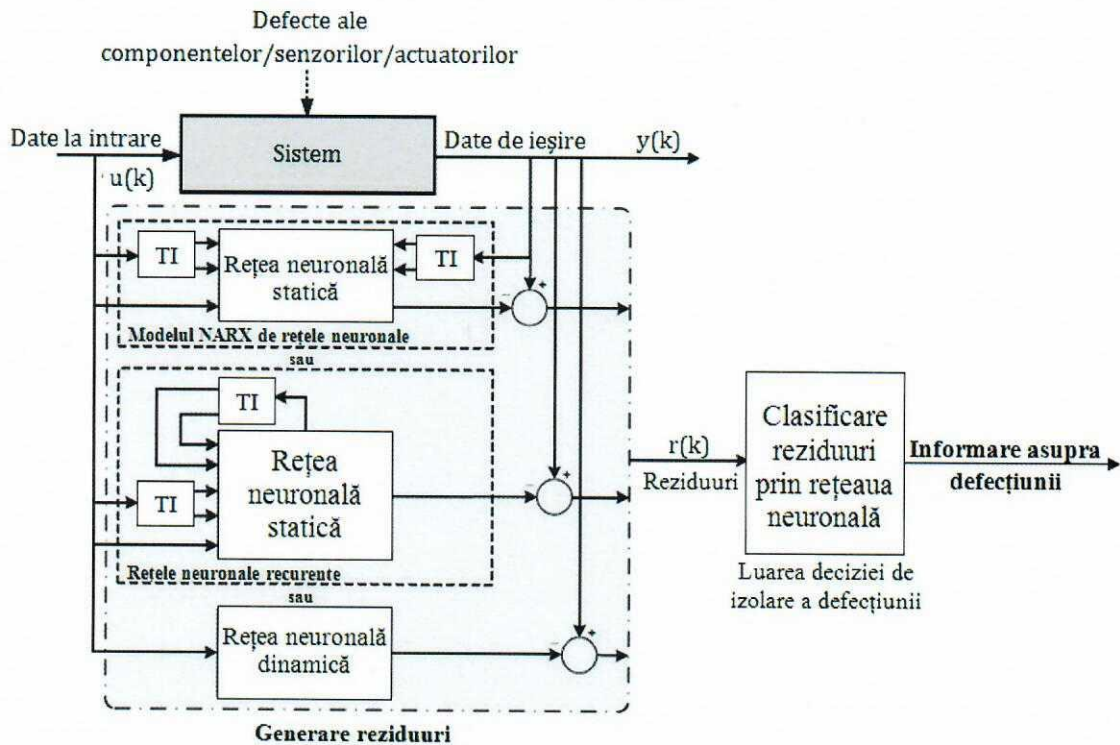 Defecte ale
componentelor/senzorilor/actuatorilor
Date la intrare
u(k)
Sistem
Date de ieșire
y(k)
TI
Rețea neuronală
statică
TI
+
-
Modelul NARX de rețele neuronale
sau
TI
Rețea
neuronală
statică
TI
+
-
Rețele neuronale recurente
sau
Rețea neuronală
dinamică
+
-
Generare reziduuri
r(k)
Reziduuri
Clasificare
reziduuri
prin rețeaua
neuronală
Luarea deciziei de
izolare a defecțiunii
Informare asupra
defecțiunii